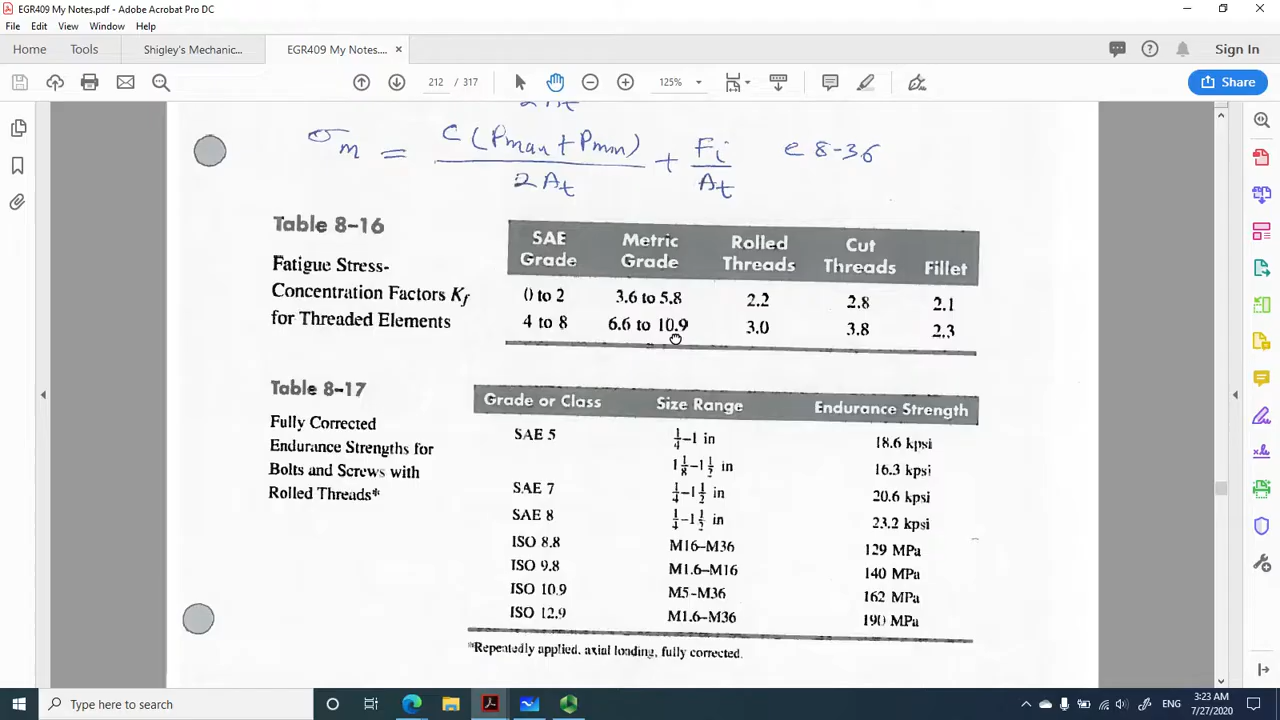 EGR409 My Notes.pdf - Adobe Acrobat Pro DC
File Edit View Window Help
Home Tools Shigley's Mechanic... EGR409 My Notes.... × Sign In
212 / 317 125% Share
σm = C (Pmax + Pmin) / 2 At + Fi / At e 8-36
Table 8–16
Fatigue Stress-
Concentration Factors Kf
for Threaded Elements
SAE Grade Metric Grade Rolled Threads Cut Threads Fillet
0 to 2 3.6 to 5.8 2.2 2.8 2.1
4 to 8 6.6 to 10.9 3.0 3.8 2.3
Table 8–17
Fully Corrected
Endurance Strengths for
Bolts and Screws with
Rolled Threads*
Grade or Class Size Range Endurance Strength
SAE 5 1/4–1 in 18.6 kpsi
1 1/8–1 1/2 in 16.3 kpsi
SAE 7 1/4–1 1/2 in 20.6 kpsi
SAE 8 1/4–1 1/2 in 23.2 kpsi
ISO 8.8 M16–M36 129 MPa
ISO 9.8 M1.6–M16 140 MPa
ISO 10.9 M5–M36 162 MPa
ISO 12.9 M1.6–M36 190 MPa
*Repeatedly applied, axial loading, fully corrected.
Type here to search
ENG
3:23 AM
7/27/2020